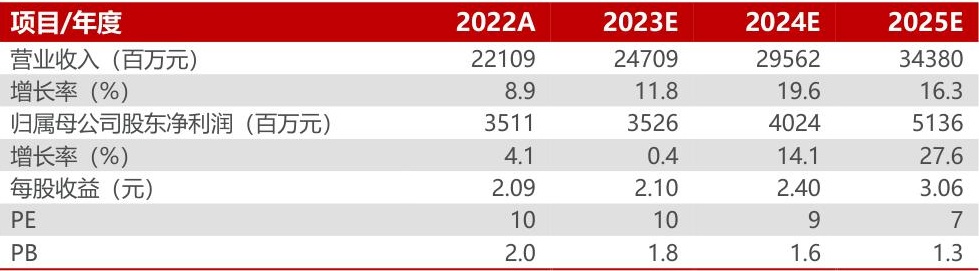 项目/年度 2022A 2023E 2024E 2025E
营业收入（百万元） 22109 24709 29562 34380
增长率（%） 8.9 11.8 19.6 16.3
归属母公司股东净利润（百万元） 3511 3526 4024 5136
增长率（%） 4.1 0.4 14.1 27.6
每股收益（元） 2.09 2.10 2.40 3.06
PE 10 10 9 7
PB 2.0 1.8 1.6 1.3